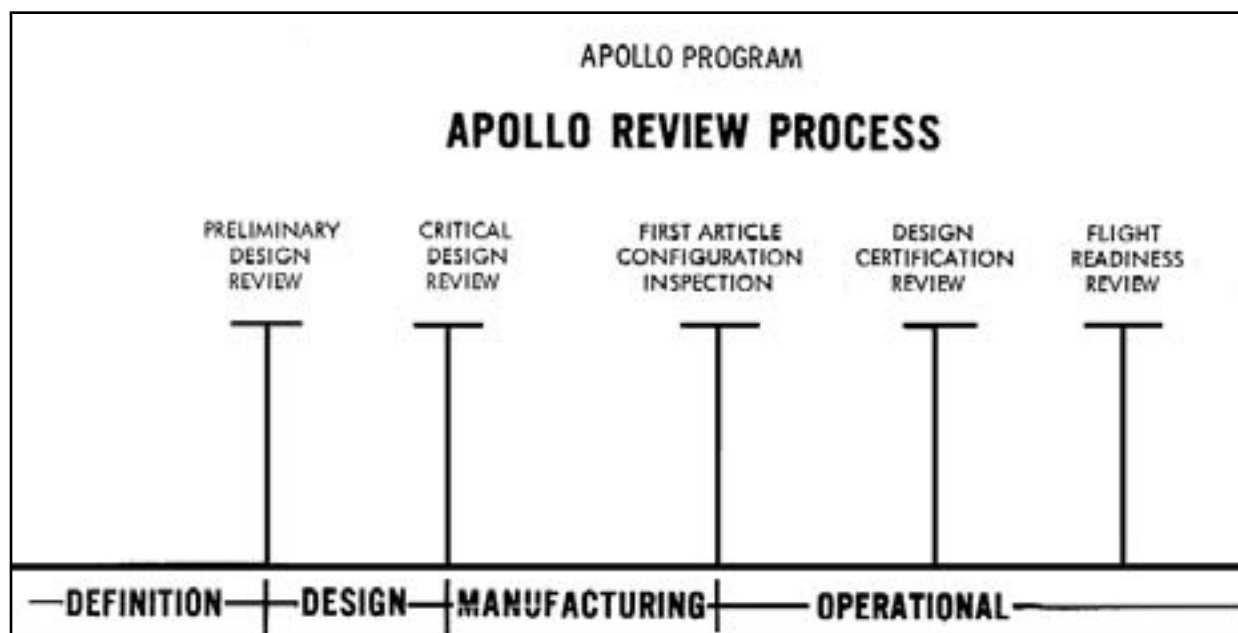 APOLLO PROGRAM
APOLLO REVIEW PROCESS
PRELIMINARY
DESIGN
REVIEW
CRITICAL
DESIGN
REVIEW
FIRST ARTICLE
CONFIGURATION
INSPECTION
DESIGN
CERTIFICATION
REVIEW
FLIGHT
READINESS
REVIEW
DEFINITION
DESIGN
MANUFACTURING
OPERATIONAL